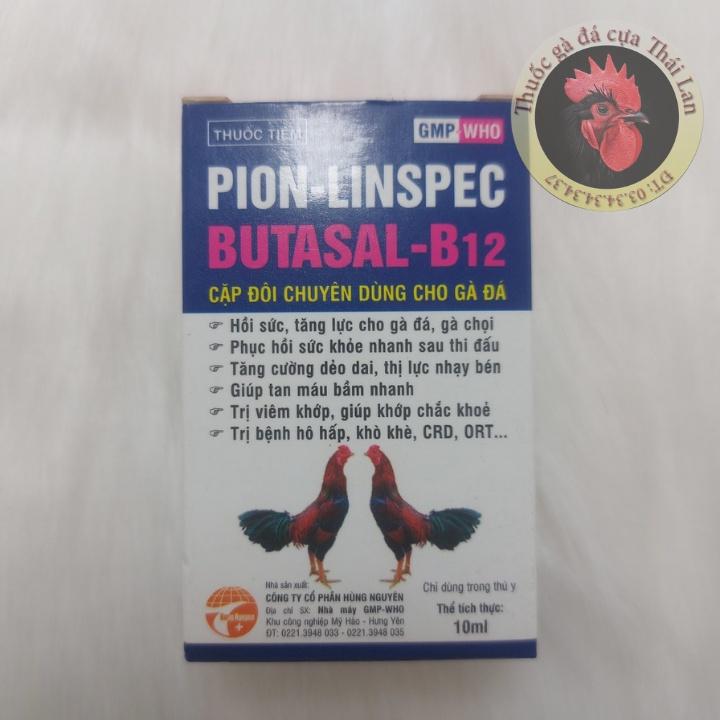 Thuốc gà đá cựa Thái Lan
ĐT: 03.34.34.34.37
THUỐC TIÊM
GMP-WHO
PION-LINSPEC
BUTASAL-B12
CẶP ĐÔI CHUYÊN DÙNG CHO GÀ ĐÁ
☞ Hồi sức, tăng lực cho gà đá, gà chọi
☞ Phục hồi sức khỏe nhanh sau thi đấu
☞ Tăng cường dẻo dai, thị lực nhạy bén
☞ Giúp tan máu bầm nhanh
☞ Trị viêm khớp, giúp khớp chắc khoẻ
☞ Trị bệnh hô hấp, khò khè, CRD, ORT...
Nhà sản xuất:
CÔNG TY CỔ PHẦN HÙNG NGUYÊN
Địa chỉ SX: Nhà máy GMP-WHO
Khu công nghiệp Mỹ Hào - Hưng Yên
ĐT: 0221.3948 033 - 0221.3948 035
Chỉ dùng trong thú y
Thể tích thực:
10ml